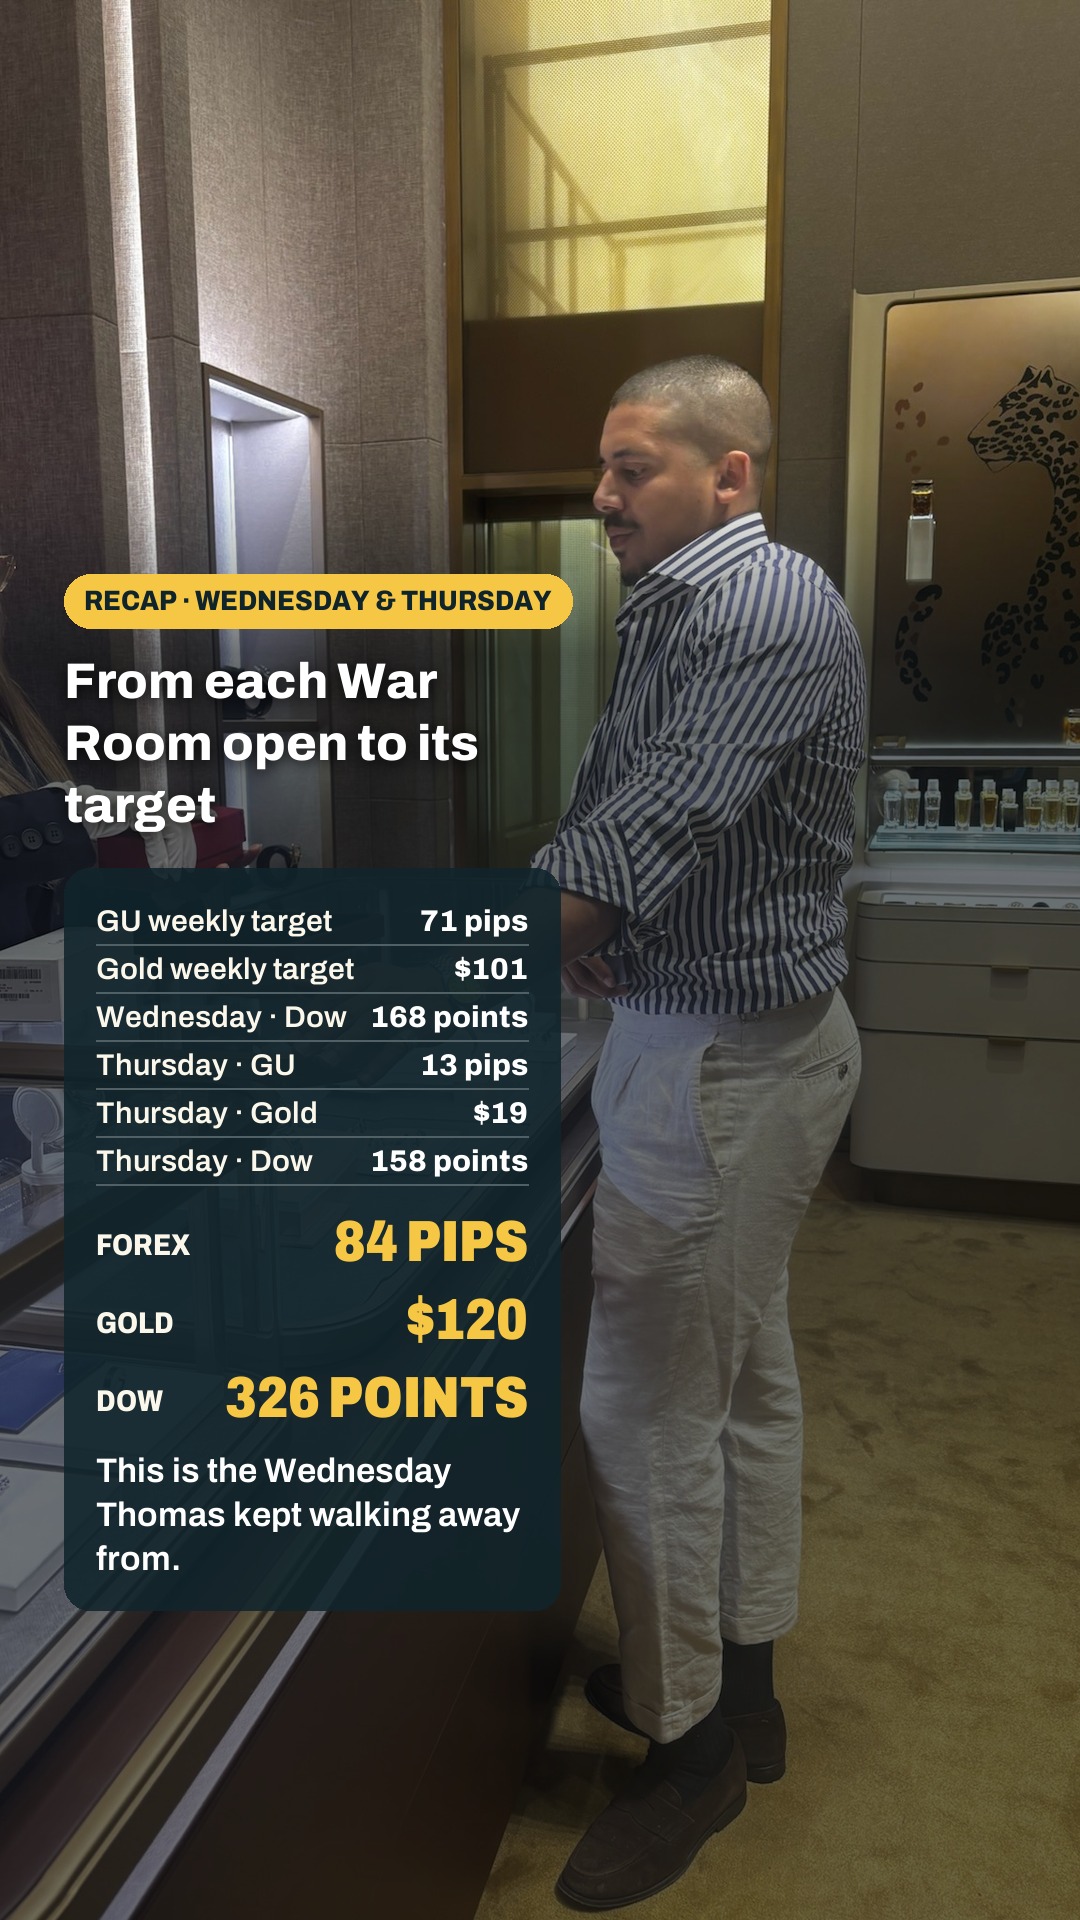 RECAP · WEDNESDAY & THURSDAY
From each War
Room open to its
target
GU weekly target 71 pips
Gold weekly target $101
Wednesday · Dow 168 points
Thursday · GU 13 pips
Thursday · Gold $19
Thursday · Dow 158 points
FOREX 84 PIPS
GOLD $120
DOW 326 POINTS
This is the Wednesday
Thomas kept walking away
from.